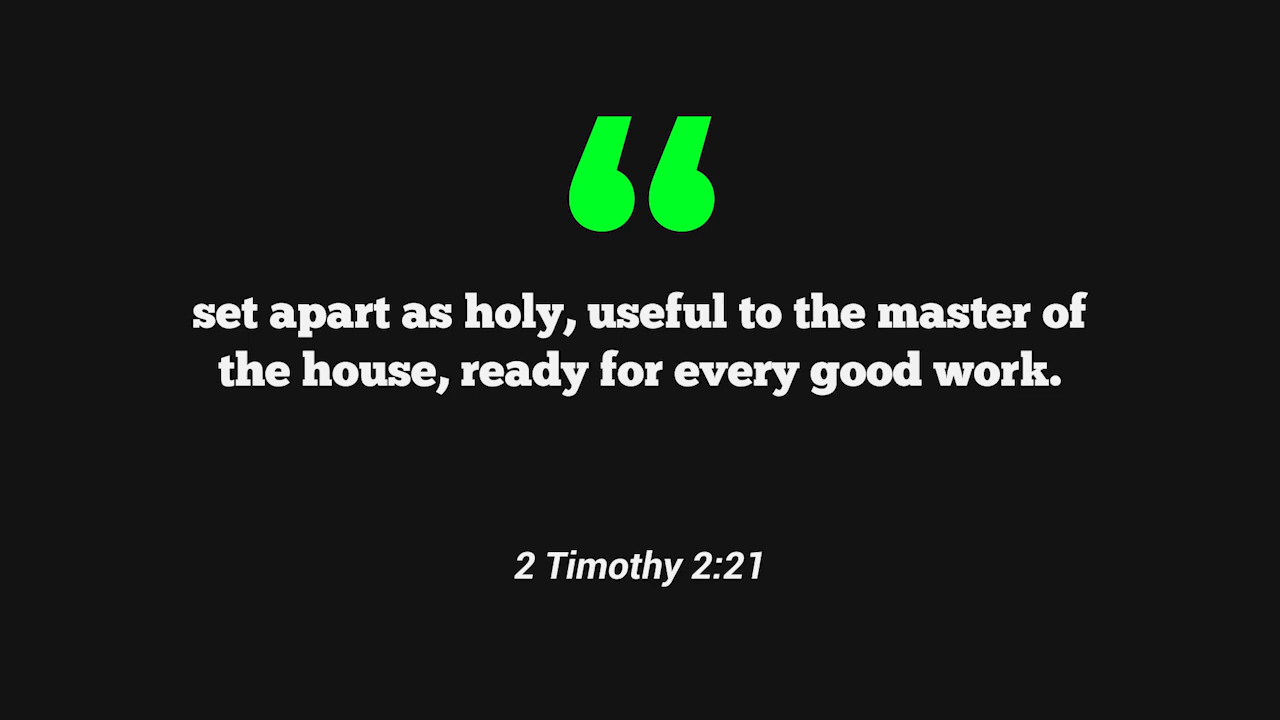 “
set apart as holy, useful to the master of
the house, ready for every good work.
2 Timothy 2:21